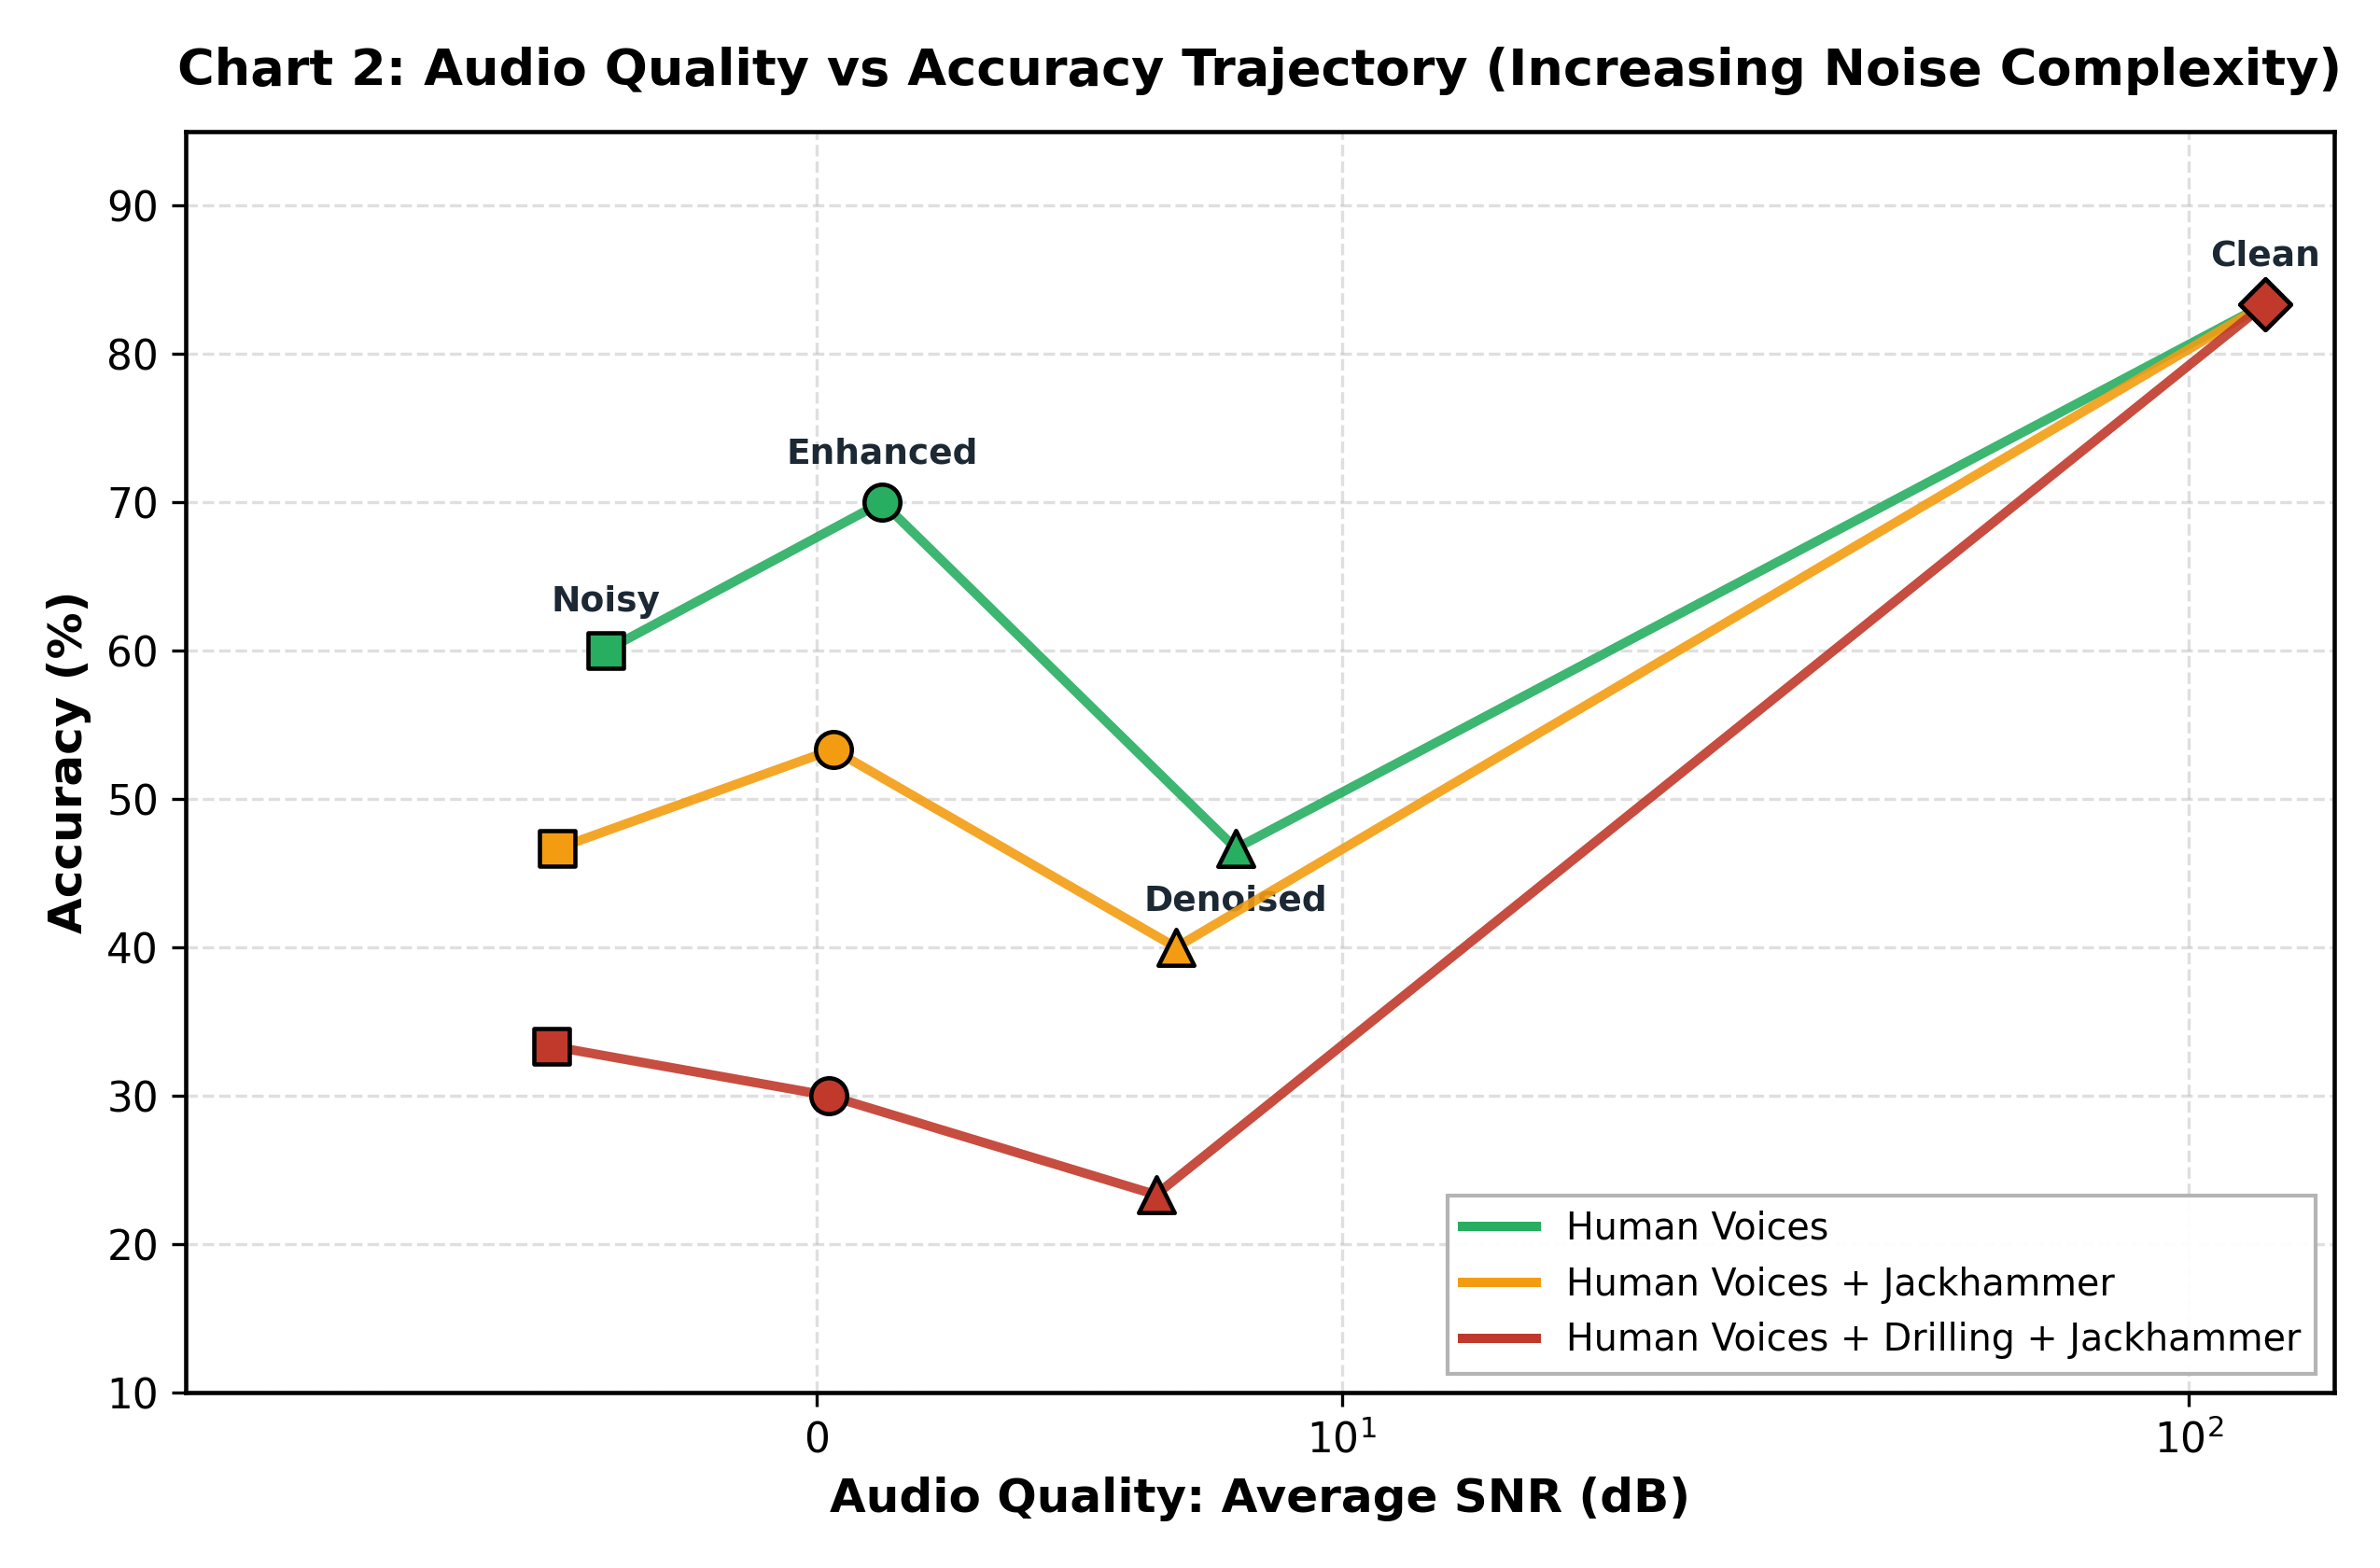 Chart 2: Audio Quality vs Accuracy Trajectory (Increasing Noise Complexity)
Accuracy (%)
90
80
70
60
50
40
30
20
10
Clean
Enhanced
Noisy
Denoised
Human Voices
Human Voices + Jackhammer
Human Voices + Drilling + Jackhammer
0 10¹ 10²
Audio Quality: Average SNR (dB)